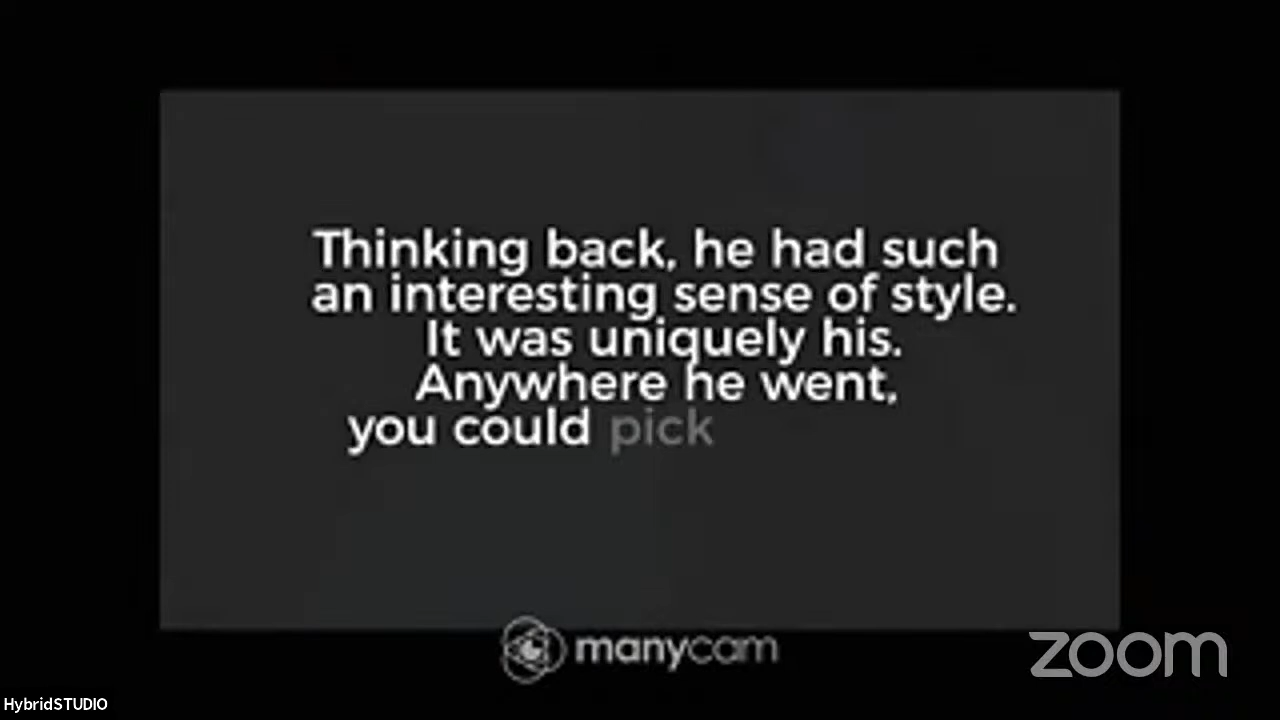 Thinking back, he had such
an interesting sense of style.
It was uniquely his.
Anywhere he went,
you could pick
manycam
zoom
HybridSTUDIO